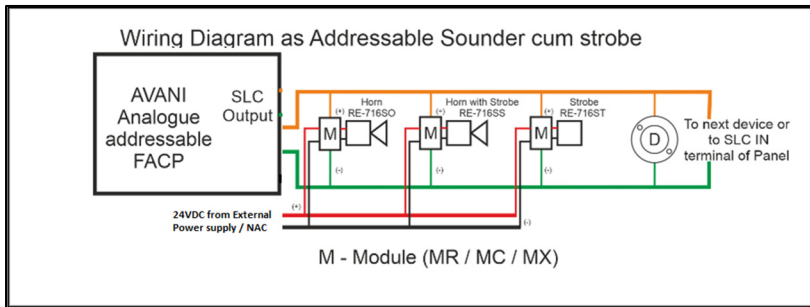 Wiring Diagram as Addressable Sounder cum strobe
AVANI
Analogue
addressable
FACP
SLC
Output
Horn
RE-716SO
Horn with Strobe
RE-716SS
Strobe
RE-716ST
(+)
(+)
(+)
M
M
M
D
(-)
(-)
(-)
To next device or
to SLC IN
terminal of Panel
24VDC from External
Power supply / NAC
(+)
(-)
M - Module (MR / MC / MX)